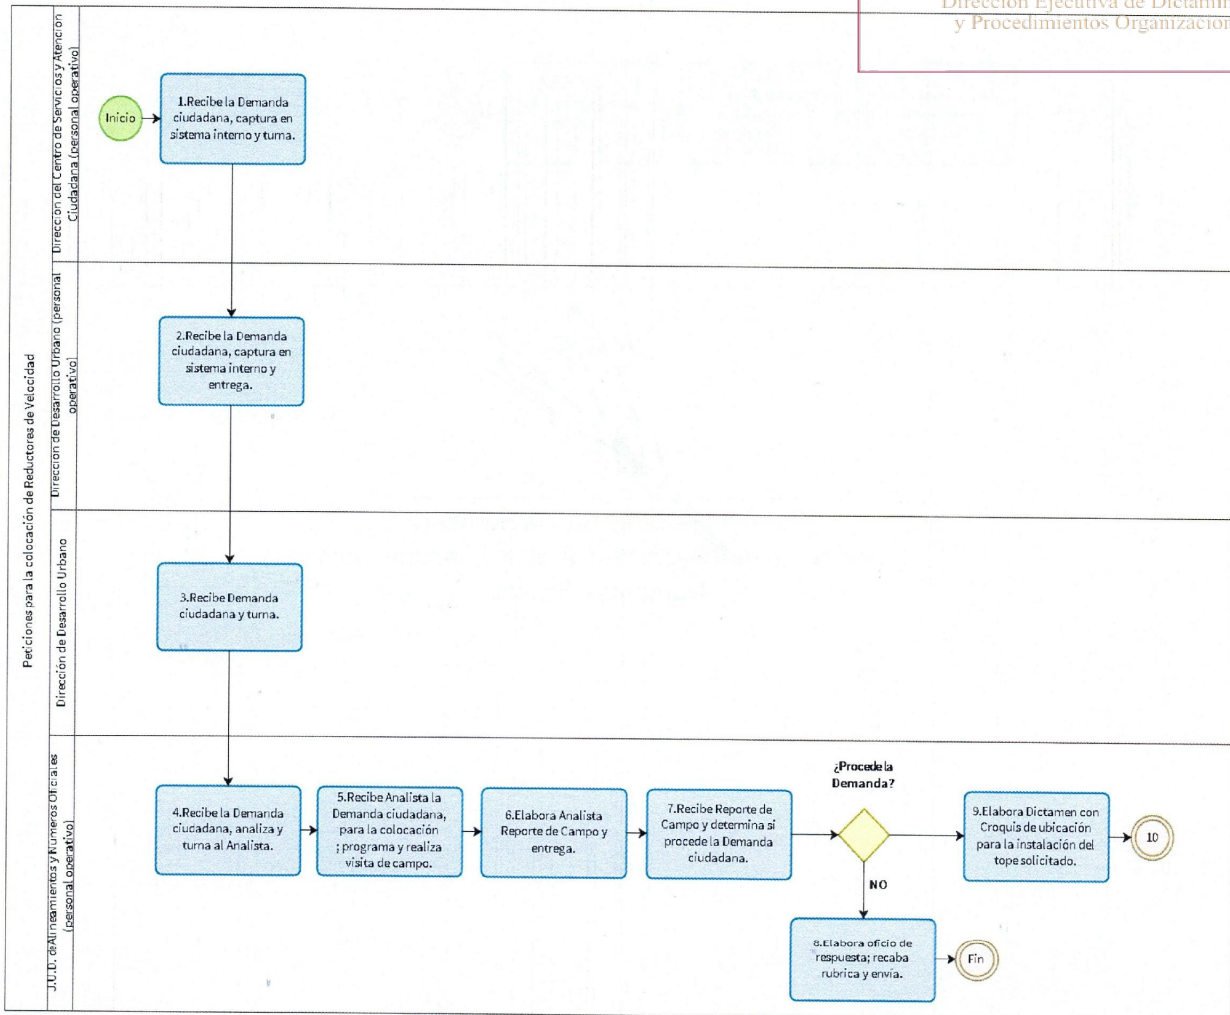 Dirección Ejecutiva de Dictamin
y Procedimientos Organizacion
Peticiones para la colocación de Reductores de Velocidad
Dirección del Centro de Servicios y Atención
Ciudadana (personal operativo)
Inicio
1.Recibe la Demanda
ciudadana, captura en
sistema interno y turna.
Dirección de Desarrollo Urbano (personal
operativo)
2.Recibe la Demanda
ciudadana, captura en
sistema interno y
entrega.
Dirección de Desarrollo Urbano
3.Recibe Demanda
ciudadana y turna.
J.U.D. de Alineamientos y Números Oficiales
(personal operativo)
4.Recibe la Demanda
ciudadana, analiza y
turna al Analista.
5.Recibe Analista la
Demanda ciudadana,
para la colocación
; programa y realiza
visita de campo.
6.Elabora Analista
Reporte de Campo y
entrega.
7.Recibe Reporte de
Campo y determina si
procede la Demanda
ciudadana.
¿Procede la
Demanda?
NO
8.Elabora oficio de
respuesta; recaba
rubrica y envía.
Fin
9.Elabora Dictamen con
Croquis de ubicación
para la instalación del
tope solicitado.
10